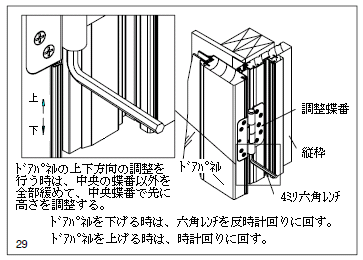 上
下
調整蝶番
縦枠
ﾄﾞｱﾊﾟﾈﾙ
4ﾐﾘ六角ﾚﾝﾁ
ﾄﾞｱﾊﾟﾈﾙの上下方向の調整を
行う時は、中央の蝶番以外を
全部緩めて、中央蝶番で先に
高さを調整する。
ﾄﾞｱﾊﾟﾈﾙを下げる時は、六角ﾚﾝﾁを反時計回りに回す。
ﾄﾞｱﾊﾟﾈﾙを上げる時は、時計回りに回す。
29